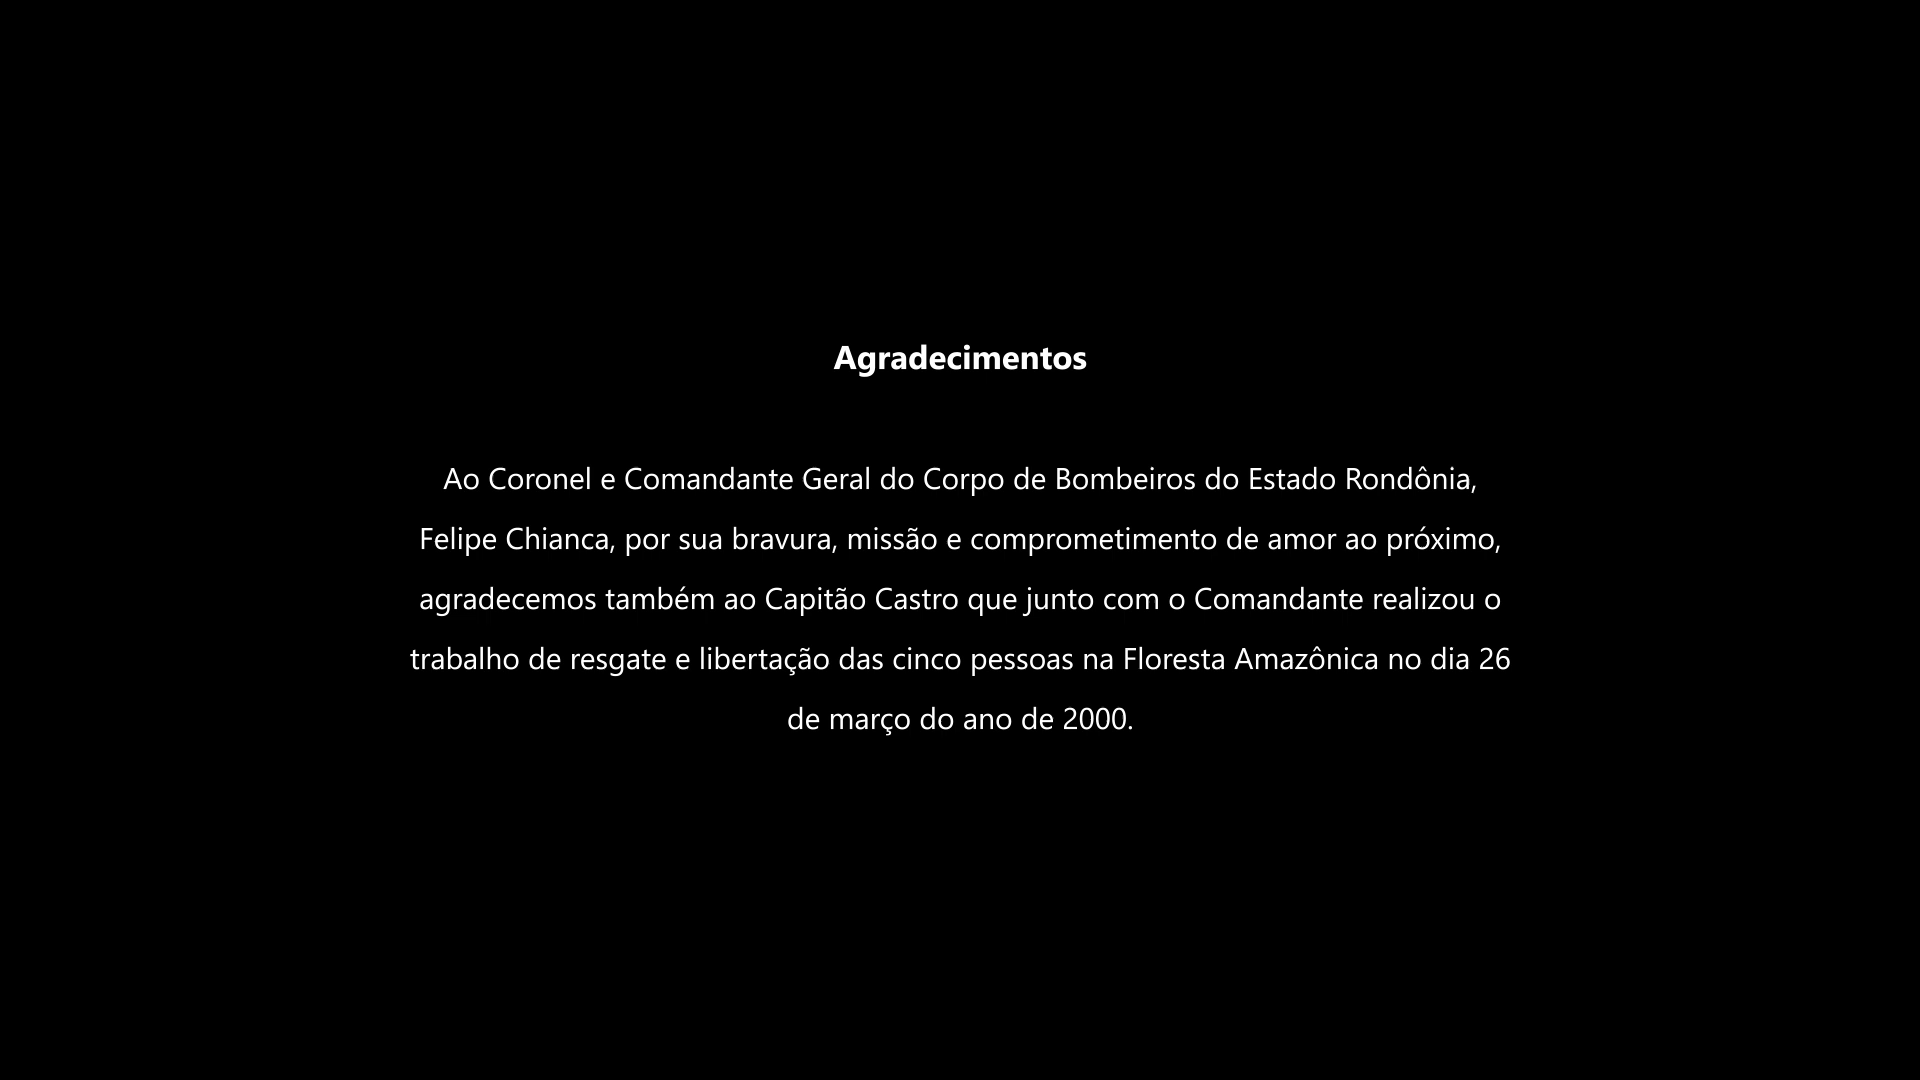 Agradecimentos
Ao Coronel e Comandante Geral do Corpo de Bombeiros do Estado Rondônia,
Felipe Chianca, por sua bravura, missão e comprometimento de amor ao próximo,
agradecemos também ao Capitão Castro que junto com o Comandante realizou o
trabalho de resgate e libertação das cinco pessoas na Floresta Amazônica no dia 26
de março do ano de 2000.